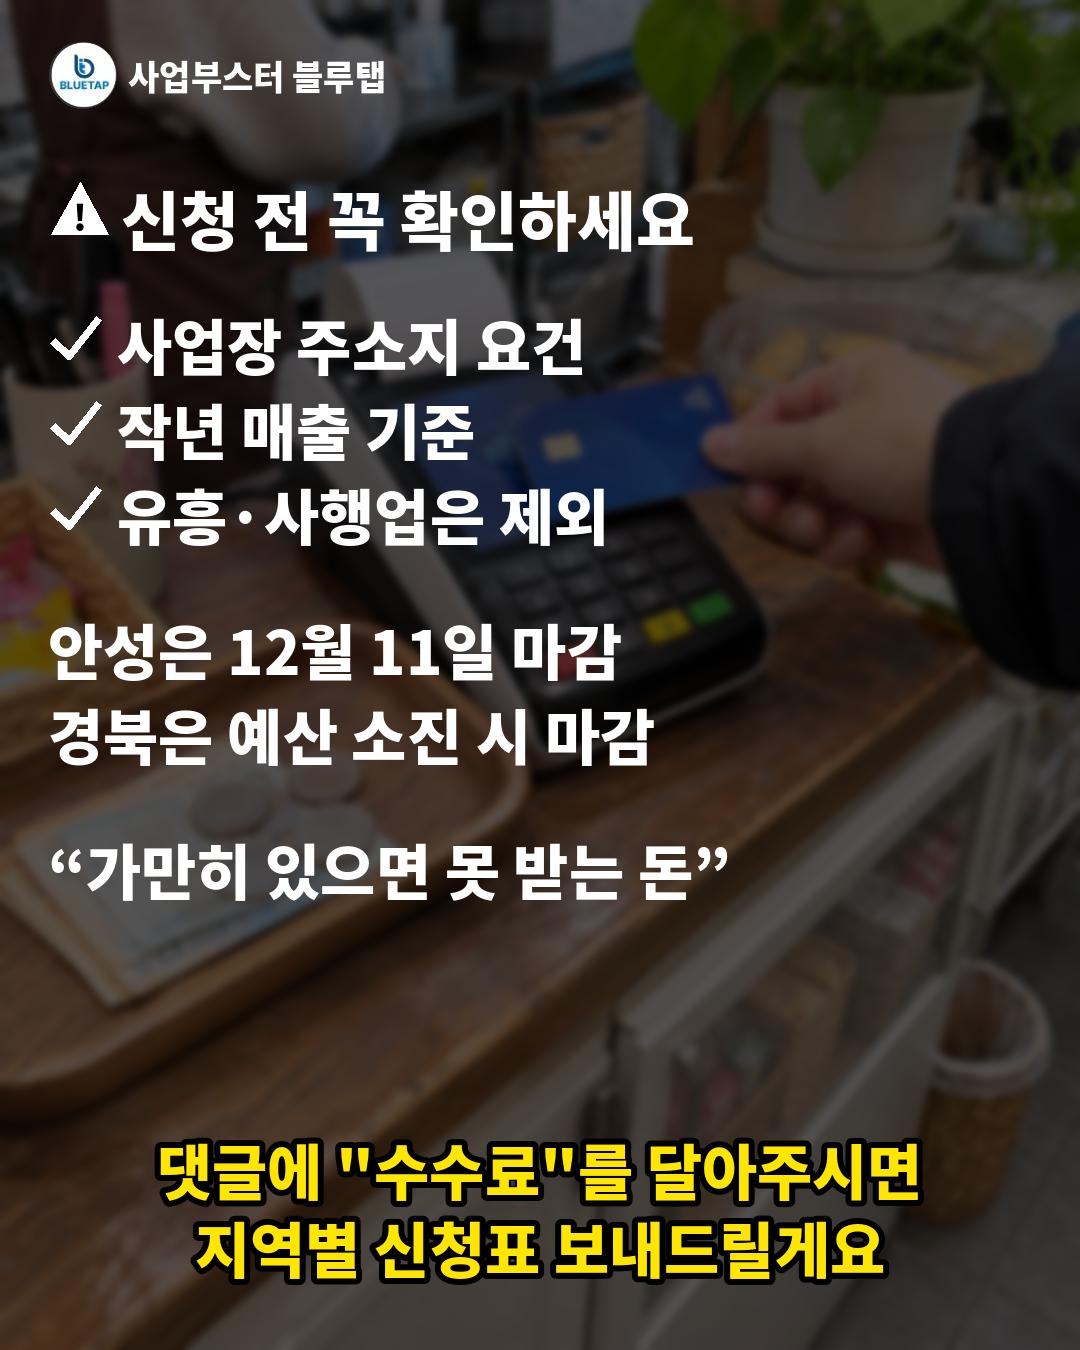 BLUETAP 사업부스터 블루탭
신청 전 꼭 확인하세요
사업장 주소지 요건
작년 매출 기준
유흥·사행업은 제외
안성은 12월 11일 마감
경북은 예산 소진 시 마감
“가만히 있으면 못 받는 돈”
댓글에 "수수료"를 달아주시면
지역별 신청표 보내드릴게요